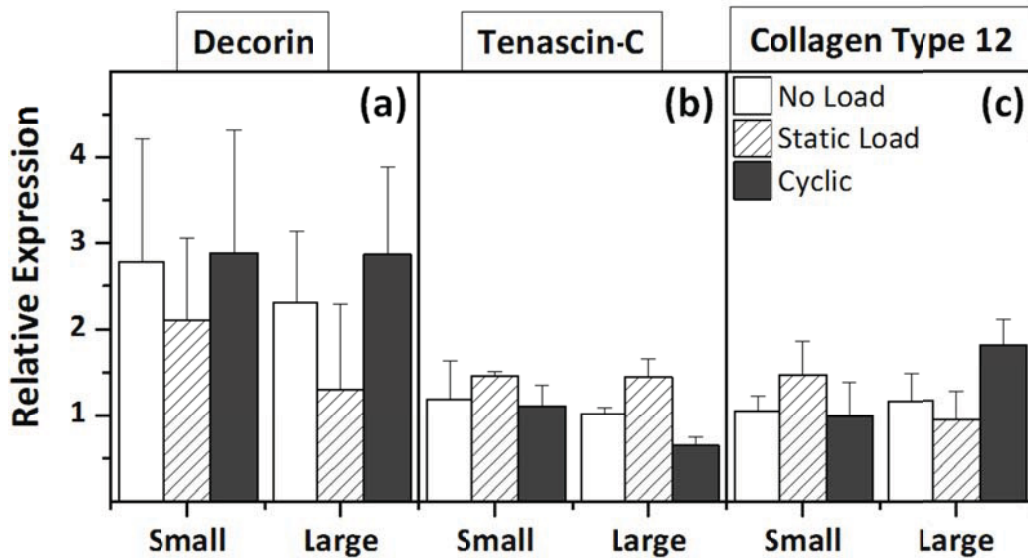 Decorin
Tenascin-C
Collagen Type 12
(a)
(b)
(c)
No Load
Static Load
Cyclic
Relative Expression
4
3
2
1
Small
Large
Small
Large
Small
Large